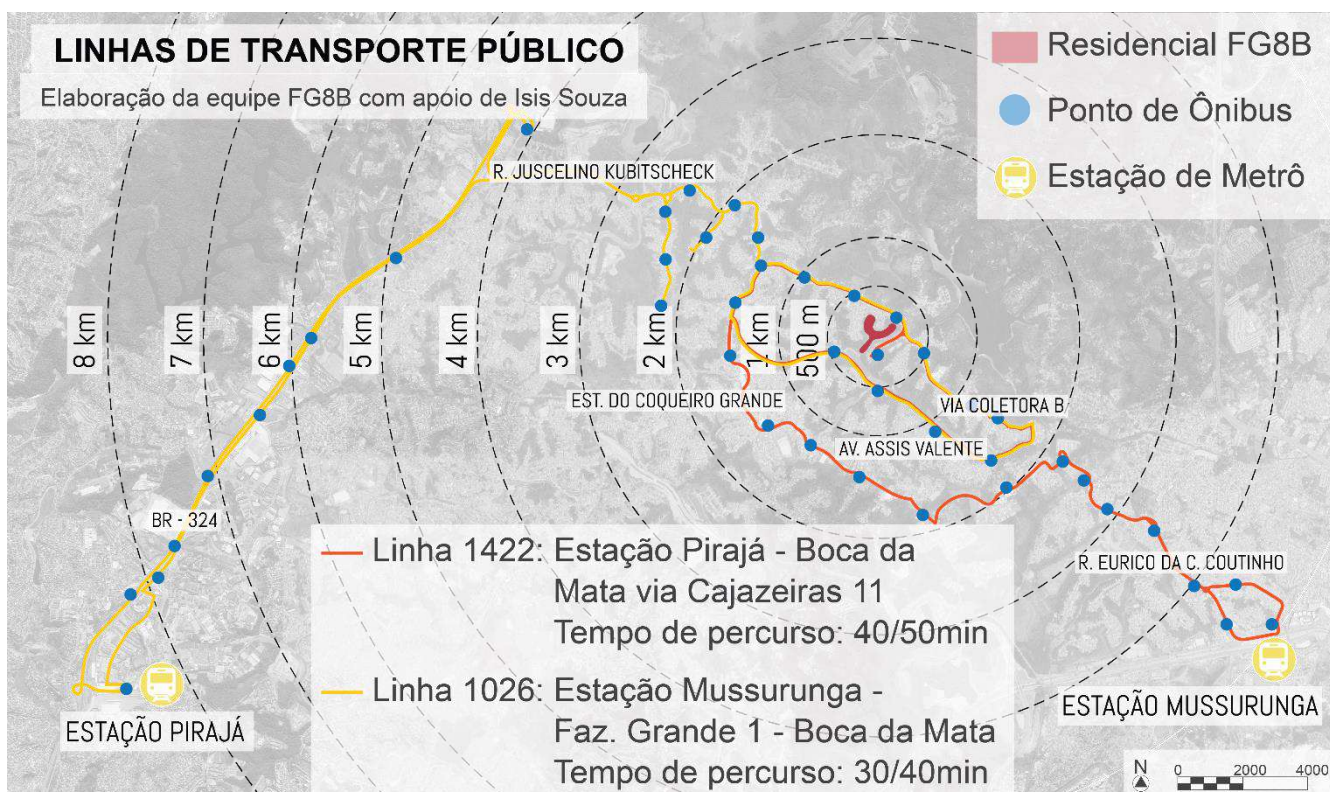 LINHAS DE TRANSPORTE PÚBLICO
Elaboração da equipe FG8B com apoio de Isis Souza
Residencial FG8B
Ponto de Ônibus
Estação de Metrô
R. JUSCELINO KUBITSCHECK
8 km
7 km
6 km
5 km
4 km
3 km
2 km
1 km
500 m
EST. DO COQUEIRO GRANDE
VIA COLETORA B
AV. ASSIS VALENTE
BR - 324
R. EURICO DA C. COUTINHO
Linha 1422: Estação Pirajá - Boca da
Mata via Cajazeiras 11
Tempo de percurso: 40/50min
Linha 1026: Estação Mussurunga -
Faz. Grande 1 - Boca da Mata
Tempo de percurso: 30/40min
ESTAÇÃO PIRAJÁ
ESTAÇÃO MUSSURUNGA
N
0 2000 4000